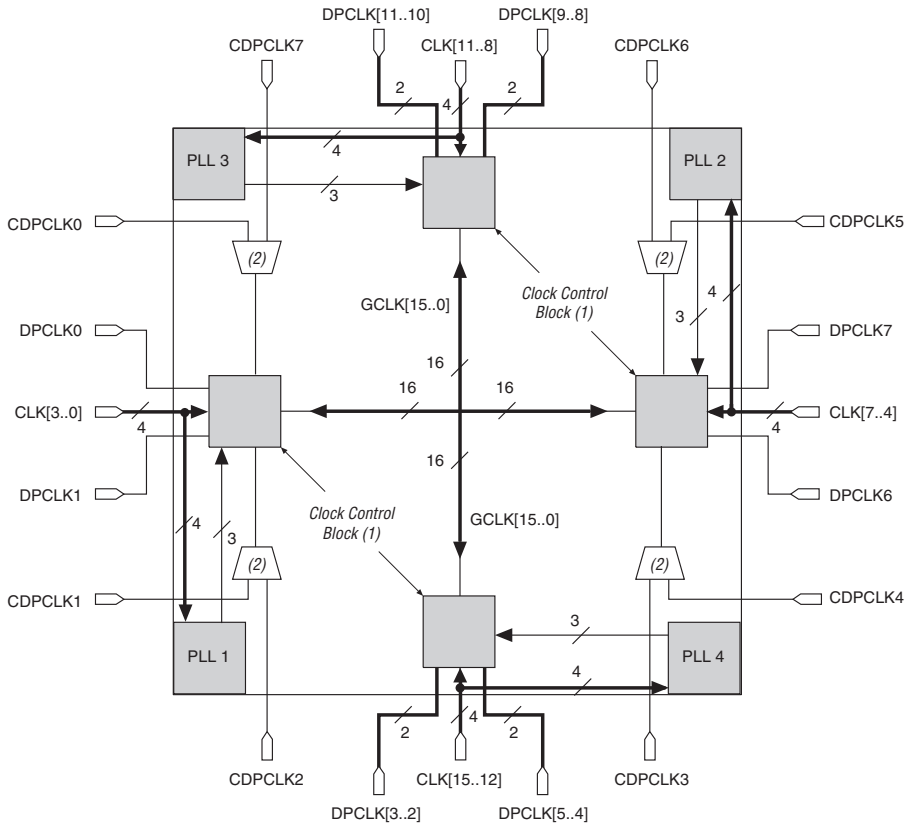 DPCLK[11..10]
DPCLK[9..8]
CDPCLK7
CLK[11..8]
CDPCLK6
2
4
2
PLL 3
4
3
PLL 2
CDPCLK0
(2)
(2)
CDPCLK5
GCLK[15..0]
Clock Control
Block (1)
4
3
DPCLK0
DPCLK7
16
16
16
CLK[3..0]
4
CLK[7..4]
4
16
DPCLK1
DPCLK6
4
3
Clock Control
Block (1)
GCLK[15..0]
(2)
(2)
CDPCLK1
CDPCLK4
3
PLL 1
PLL 4
4
2
4
2
CDPCLK2
CLK[15..12]
CDPCLK3
DPCLK[3..2]
DPCLK[5..4]